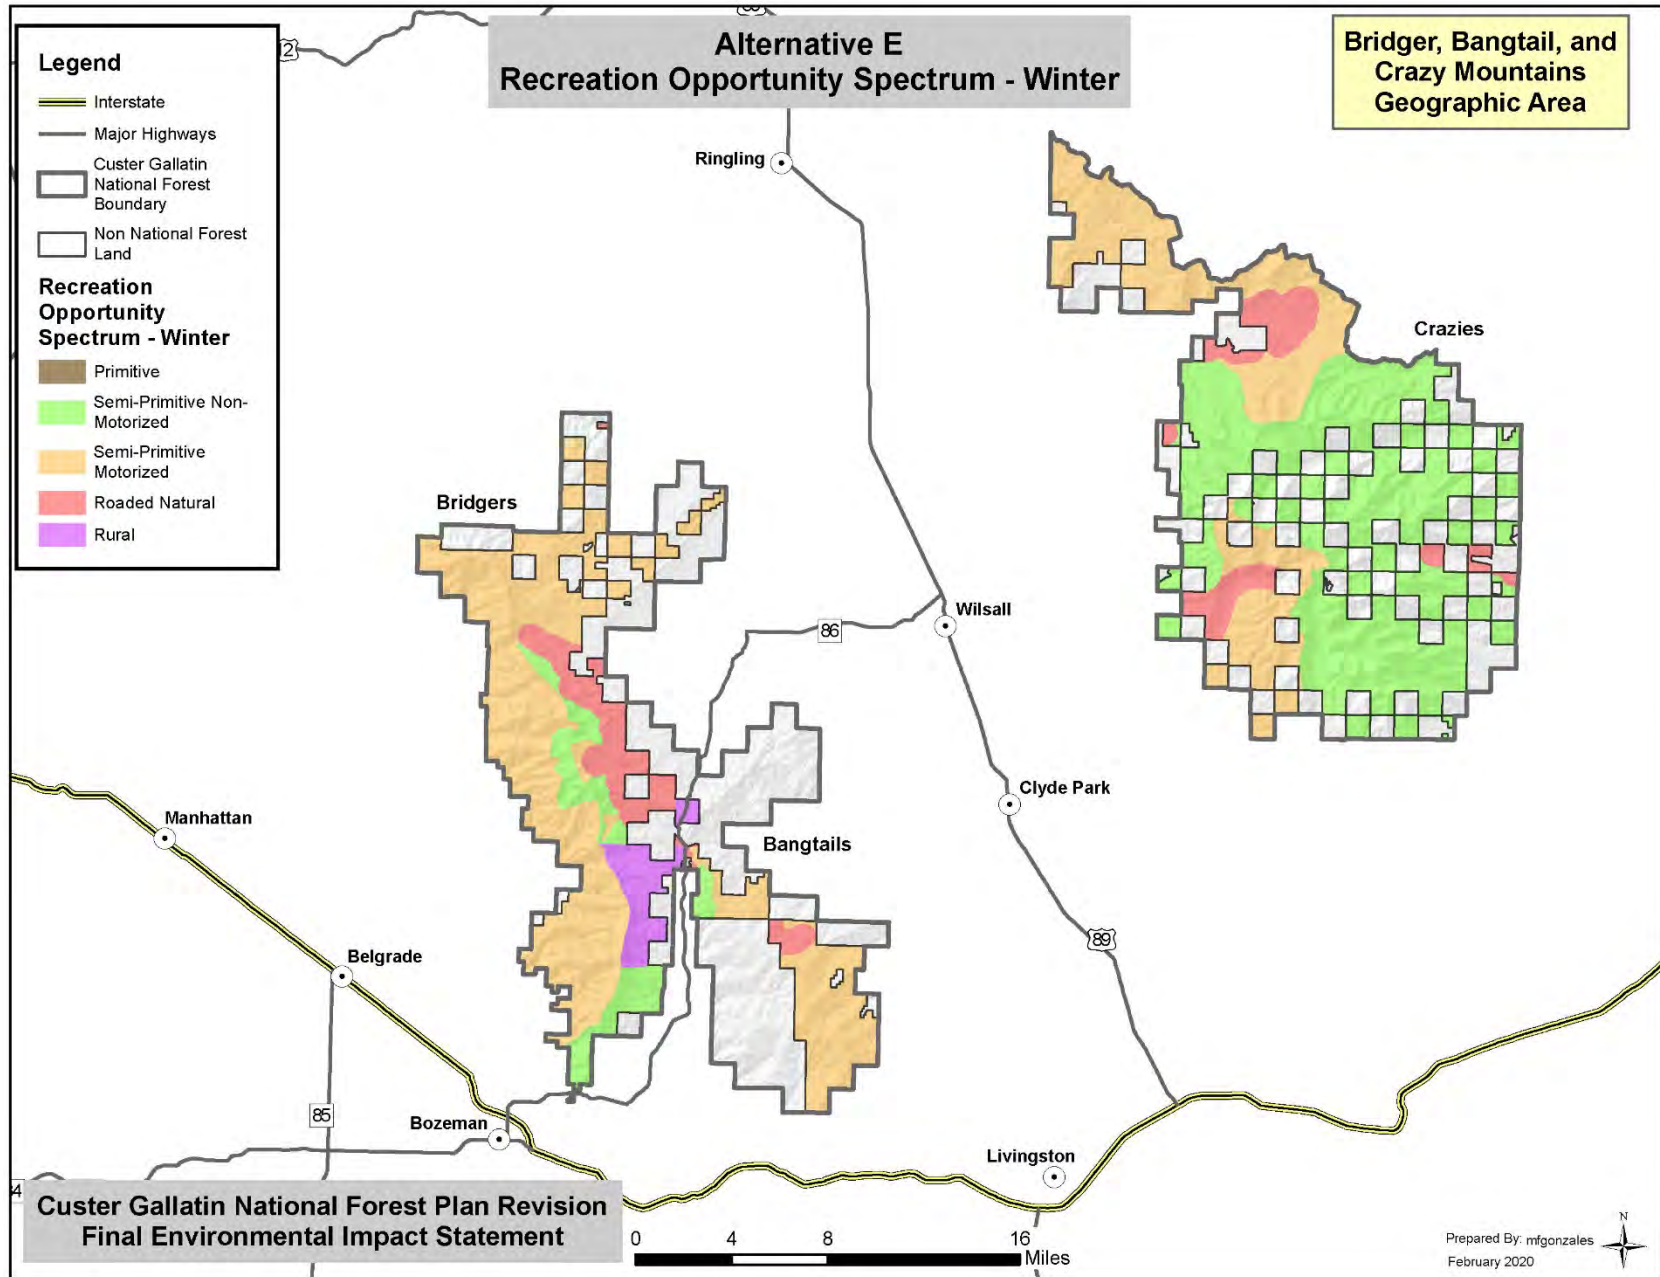 Alternative E
Recreation Opportunity Spectrum - Winter
Bridger, Bangtail, and
Crazy Mountains
Geographic Area
Legend
Interstate
Major Highways
Custer Gallatin
National Forest
Boundary
Non National Forest
Land
Recreation
Opportunity
Spectrum - Winter
Primitive
Semi-Primitive Non-
Motorized
Semi-Primitive
Motorized
Roaded Natural
Rural
Ringling
Crazies
Bridgers
86
Wilsall
Clyde Park
Manhattan
Bangtails
89
Belgrade
85
Bozeman
Livingston
Custer Gallatin National Forest Plan Revision
Final Environmental Impact Statement
0 4 8 16
Miles
N
Prepared By: mfgonzales
February 2020